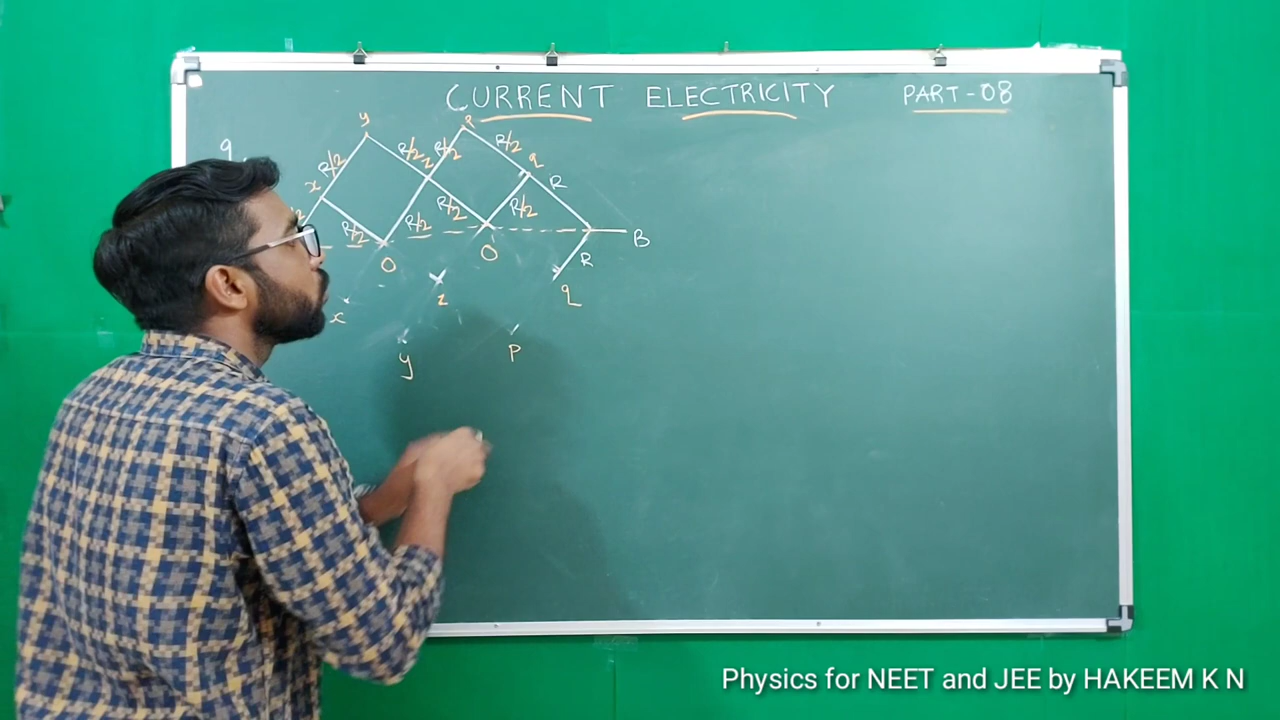 CURRENT ELECTRICITY PART-08
y
R/2
R/2
z
R/2
R/2
q
q
x
R
R/2
R/2
R/2
R/2
O
O
B
R
z
q
x
y
P
Physics for NEET and JEE by HAKEEM K N